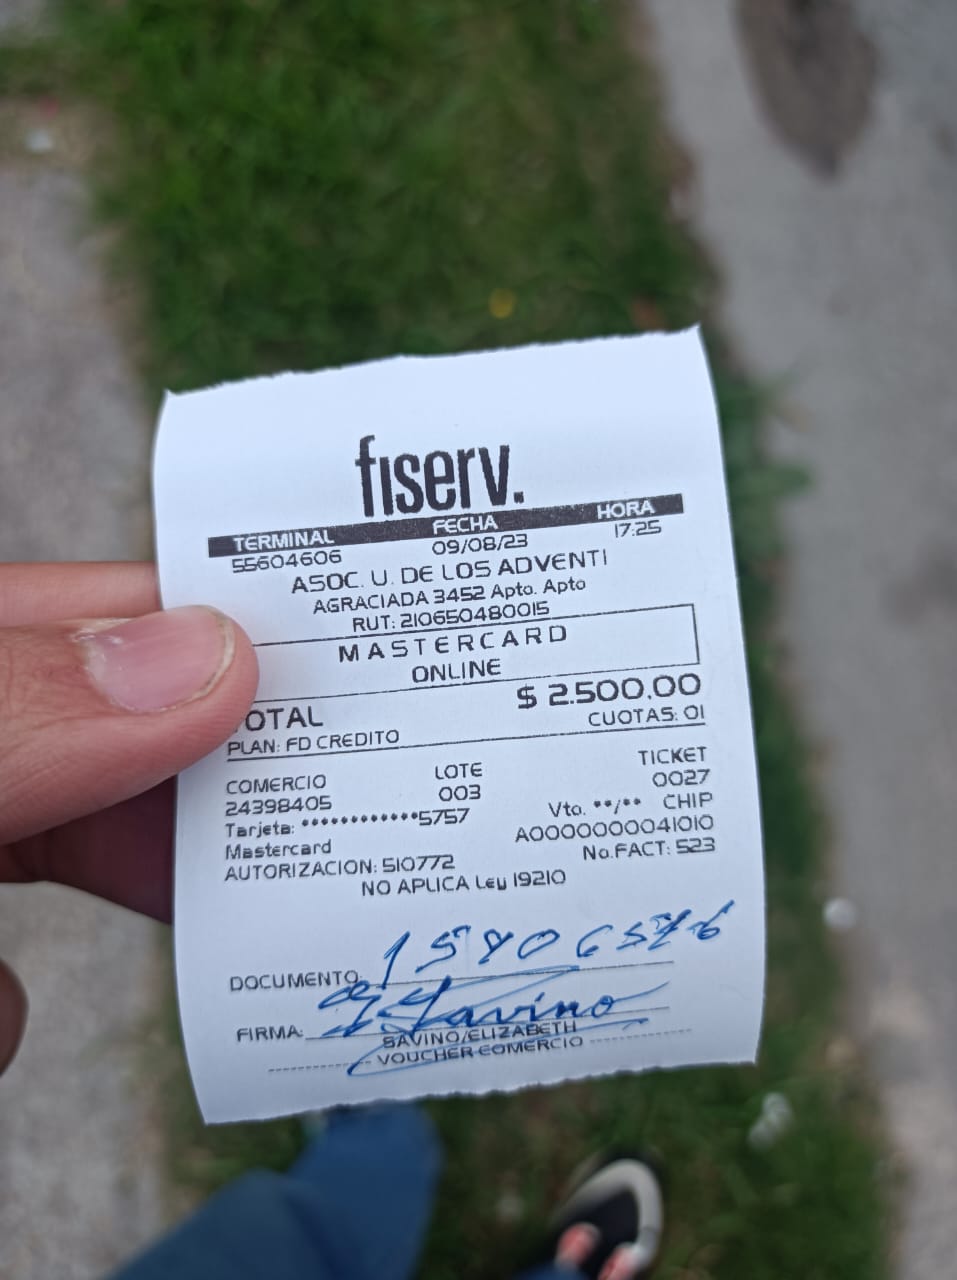 fiserv.
TERMINAL FECHA HORA
55604606 09/08/23 17:25
ASOC. U. DE LOS ADVENTI
AGRACIADA 3452 Apto. Apto
RUT: 210650480015
MASTERCARD
ONLINE
OTAL $ 2.500,00
PLAN: FD CREDITO CUOTAS: 01
COMERCIO LOTE TICKET
24398405 003 0027
Tarjeta: ************5757 Vto. **/** CHIP
Mastercard A0000000041010
AUTORIZACION: 510772 No.FACT: 523
NO APLICA Ley 19210
DOCUMENTO:
FIRMA: Savino
SAVINO/ELIZABETH
VOUCHER COMERCIO